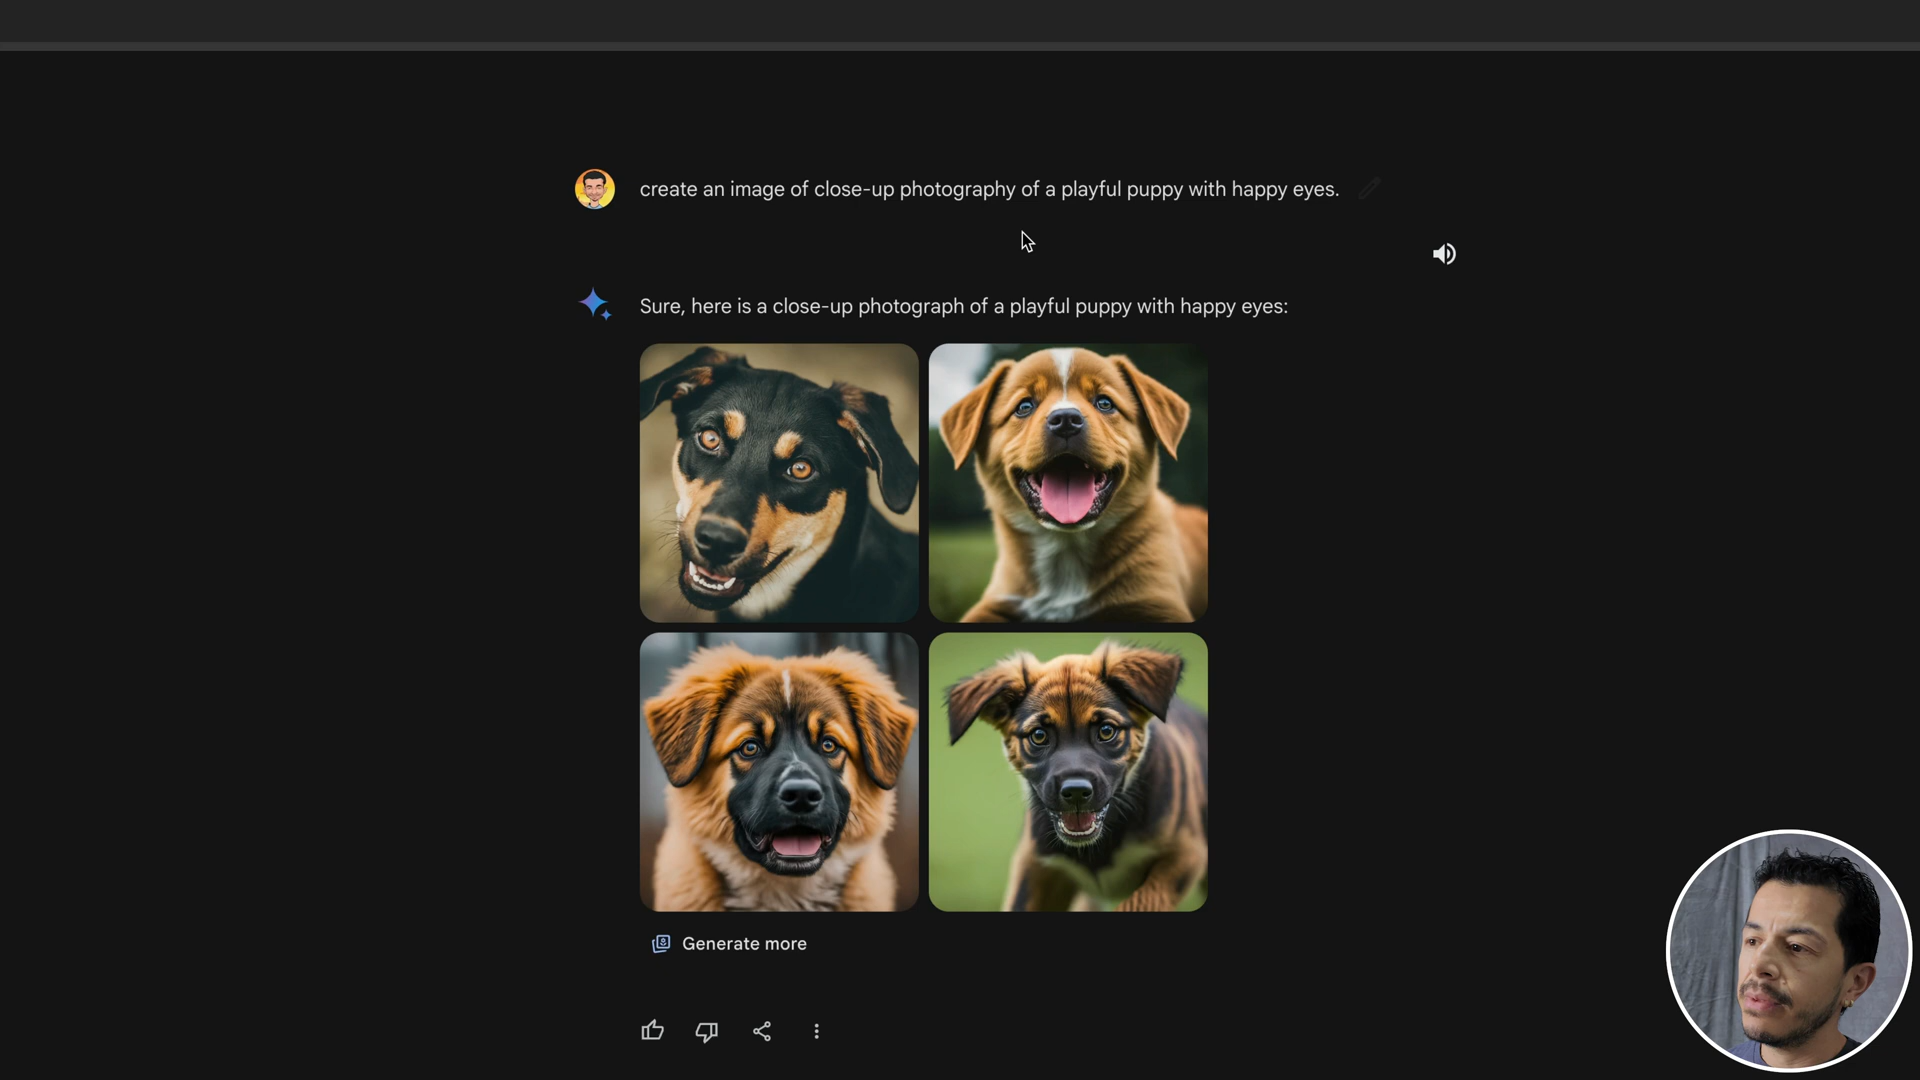 create an image of close-up photography of a playful puppy with happy eyes.
Sure, here is a close-up photograph of a playful puppy with happy eyes:
Generate more